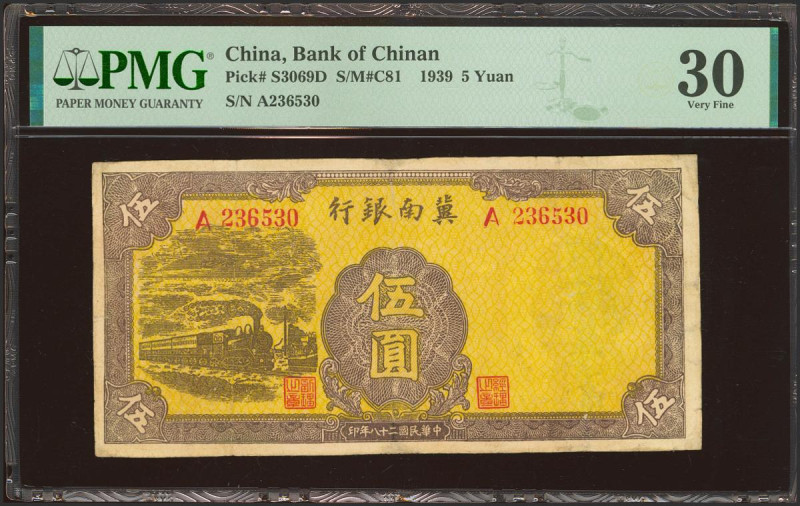 PMG®
PAPER MONEY GUARANTY
China, Bank of Chinan
Pick# S3069D S/M#C81 1939 5 Yuan
S/N A236530
30
Very Fine
伍 伍
行銀南冀
A 236530 A 236530
伍
圓
伍 伍
印年八十二國民華中